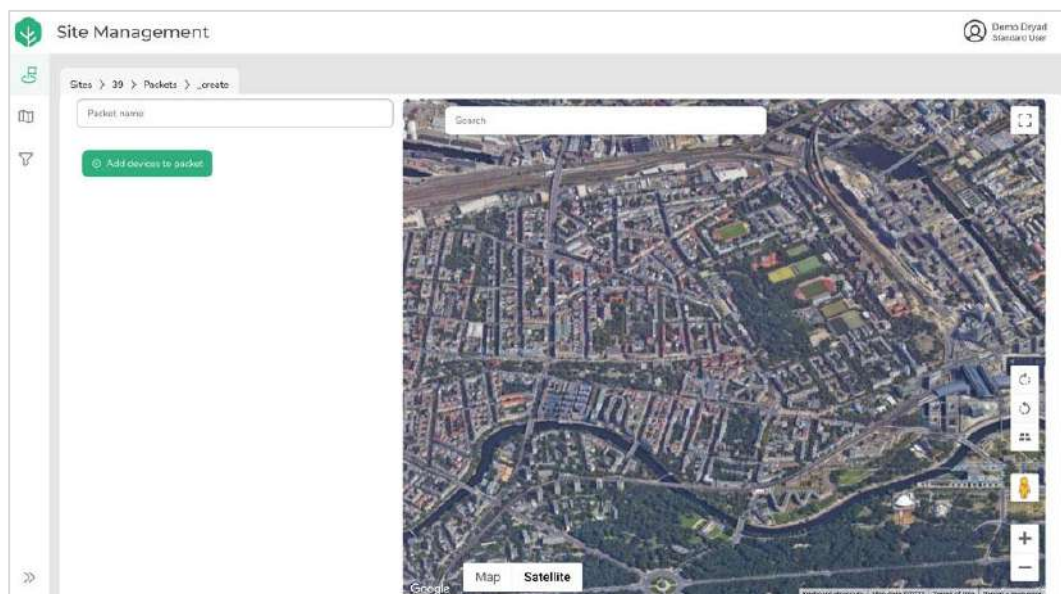 Site Management
Demo Dryad
Standard User
Sites > 39 > Packets > _create
Packet name
Search
Add devices to packet
Map
Satellite
Google